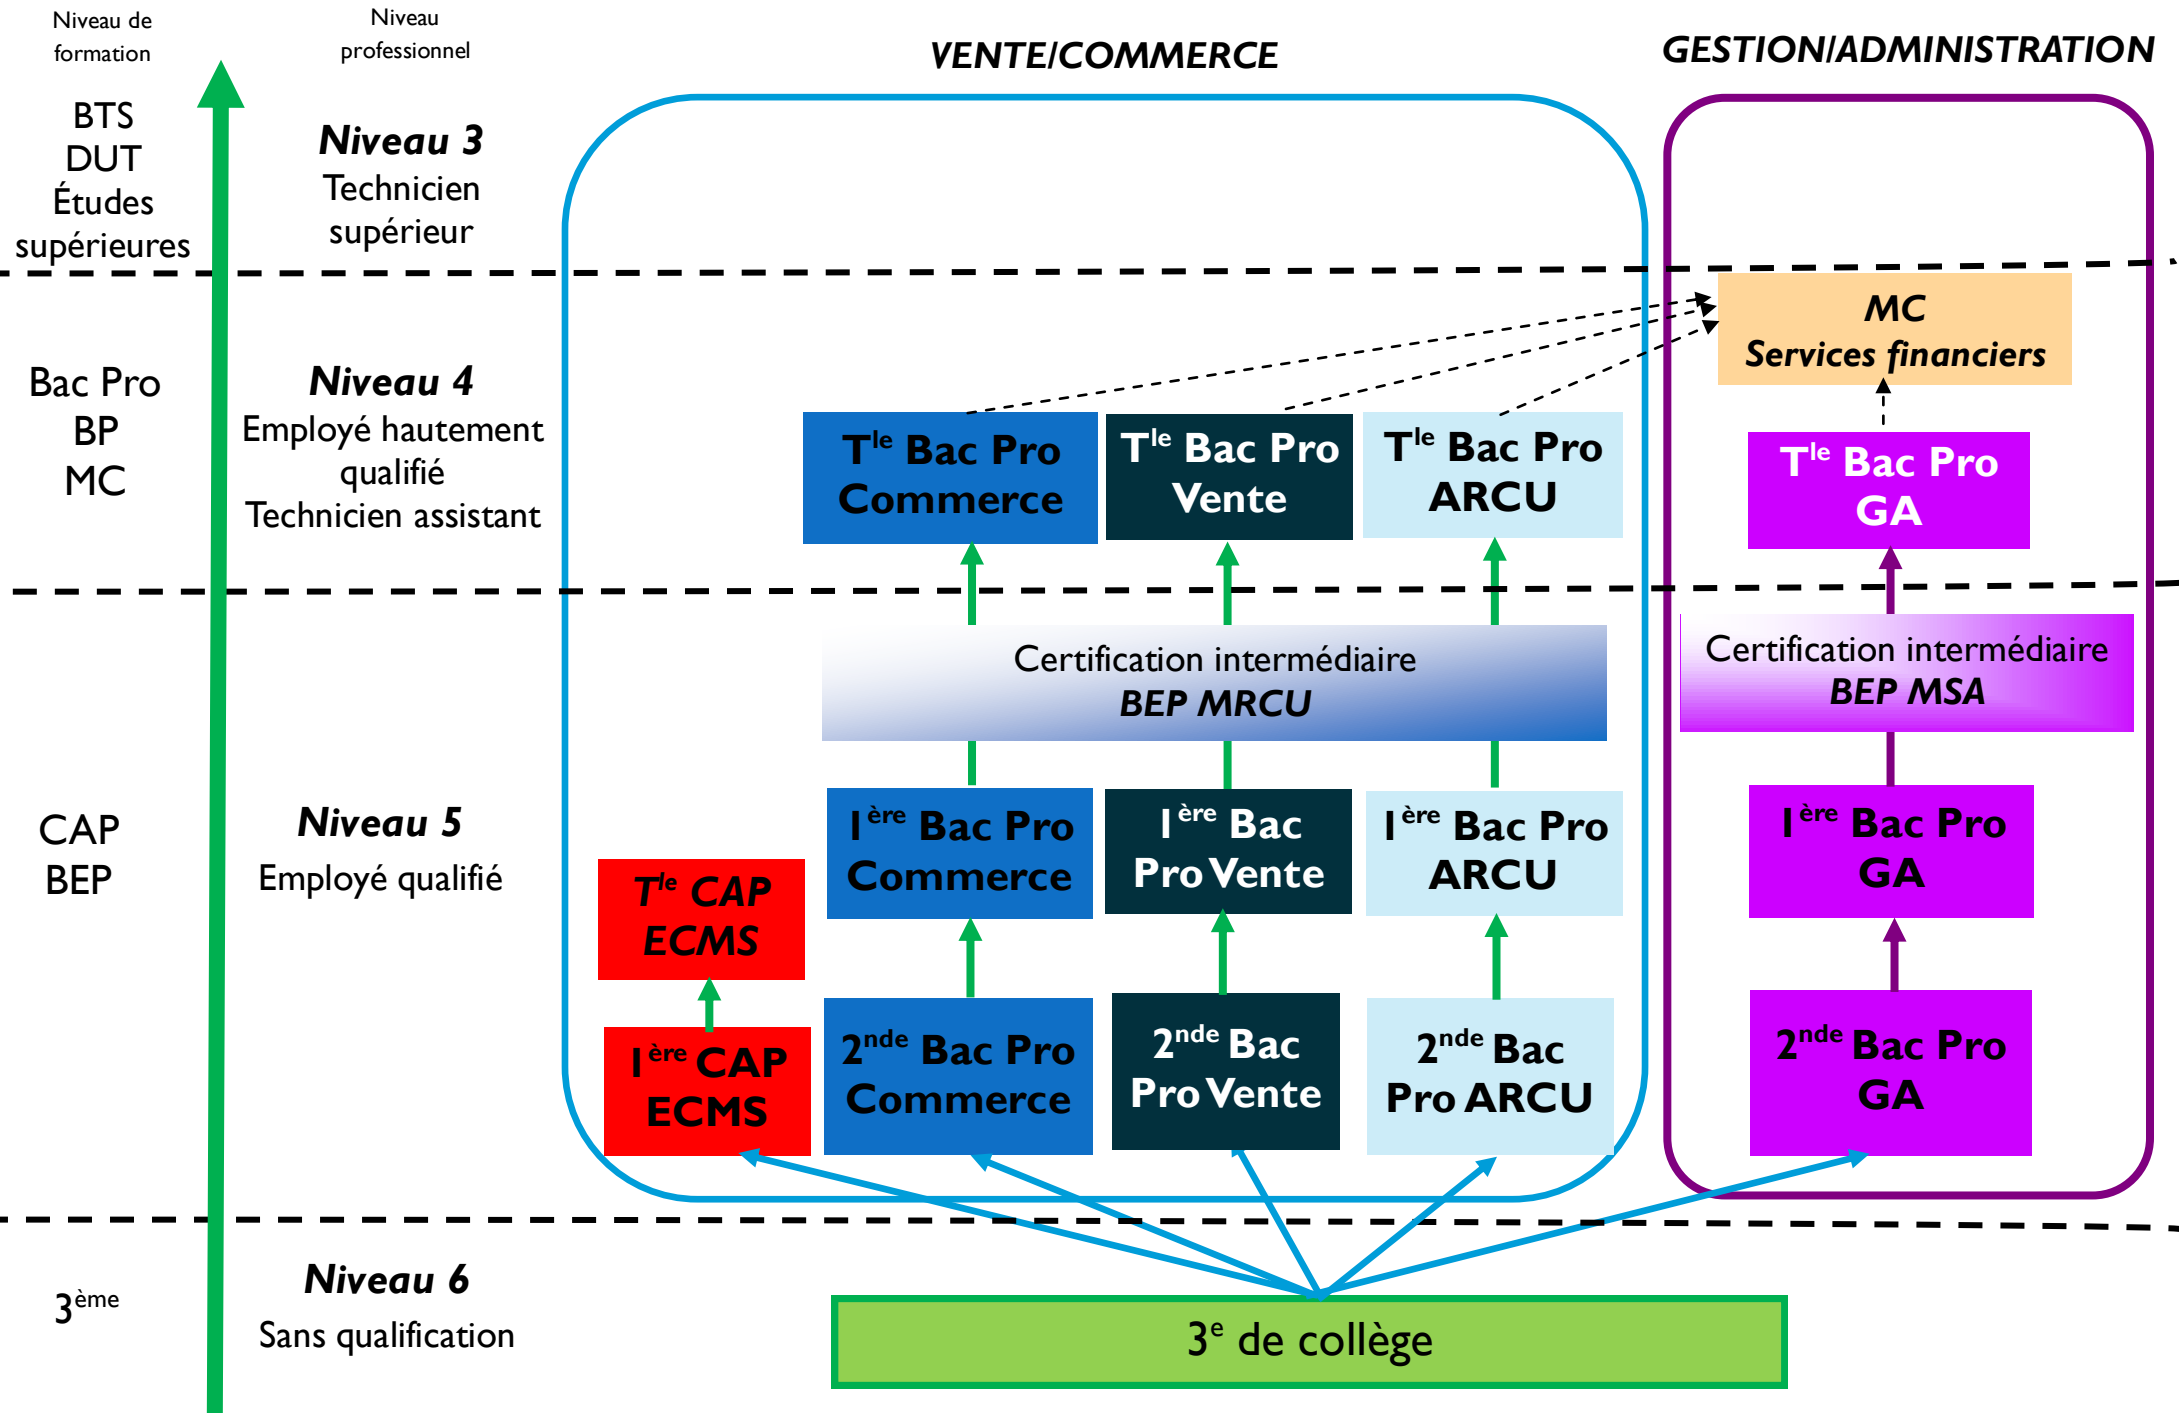 Niveau de
formation
Niveau
professionnel
VENTE/COMMERCE
GESTION/ADMINISTRATION
BTS
DUT
Études
supérieures
Niveau 3
Technicien
supérieur
MC
Services financiers
Bac Pro
BP
MC
Niveau 4
Employé hautement
qualifié
Technicien assistant
Tle Bac Pro
Commerce
Tle Bac Pro
Vente
Tle Bac Pro
ARCU
Tle Bac Pro
GA
Certification intermédiaire
BEP MRCU
Certification intermédiaire
BEP MSA
CAP
BEP
Niveau 5
Employé qualifié
Tle CAP
ECMS
1ère Bac Pro
Commerce
1ère Bac
Pro Vente
1ère Bac Pro
ARCU
1ère Bac Pro
GA
1ère CAP
ECMS
2nde Bac Pro
Commerce
2nde Bac
Pro Vente
2nde Bac
Pro ARCU
2nde Bac Pro
GA
3ème
Niveau 6
Sans qualification
3e de collège